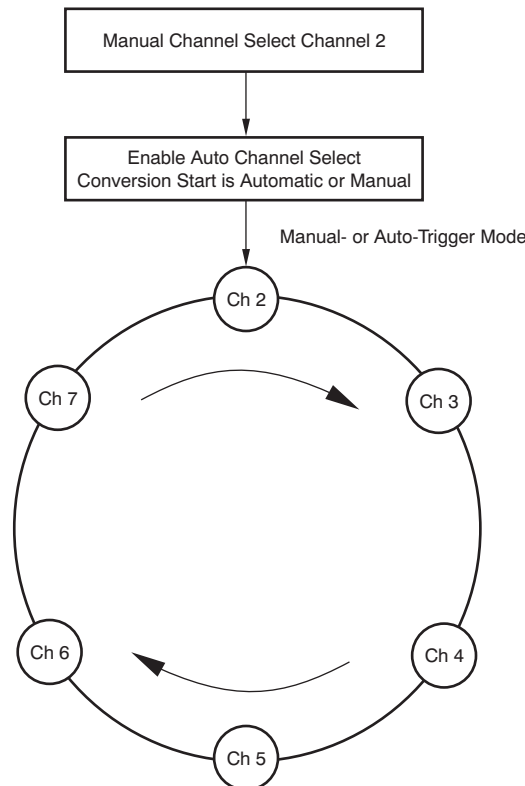 Manual Channel Select Channel 2
Enable Auto Channel Select
Conversion Start is Automatic or Manual
Manual- or Auto-Trigger Mode
Ch 2
Ch 7
Ch 3
Ch 6
Ch 4
Ch 5